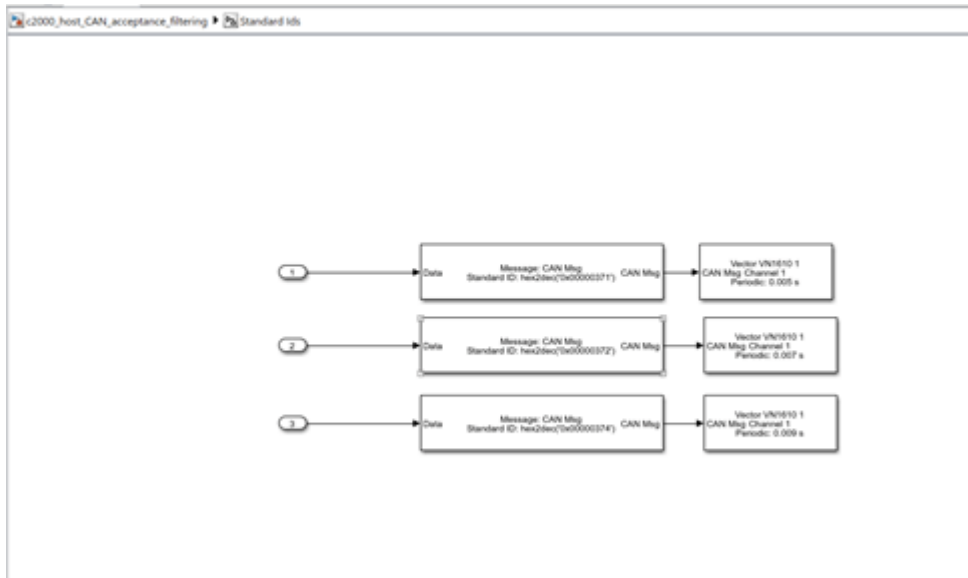 c2000_host_CAN_acceptance_filtering ▶ Standard Ids
1
Data
Message: CAN Msg
Standard ID: hex2dec('0x00000371')
CAN Msg
Vector VN1610 1
CAN Msg Channel 1
Periodic: 0.005 s
2
Data
Message: CAN Msg
Standard ID: hex2dec('0x00000372')
CAN Msg
Vector VN1610 1
CAN Msg Channel 1
Periodic: 0.007 s
3
Data
Message: CAN Msg
Standard ID: hex2dec('0x00000374')
CAN Msg
Vector VN1610 1
CAN Msg Channel 1
Periodic: 0.009 s